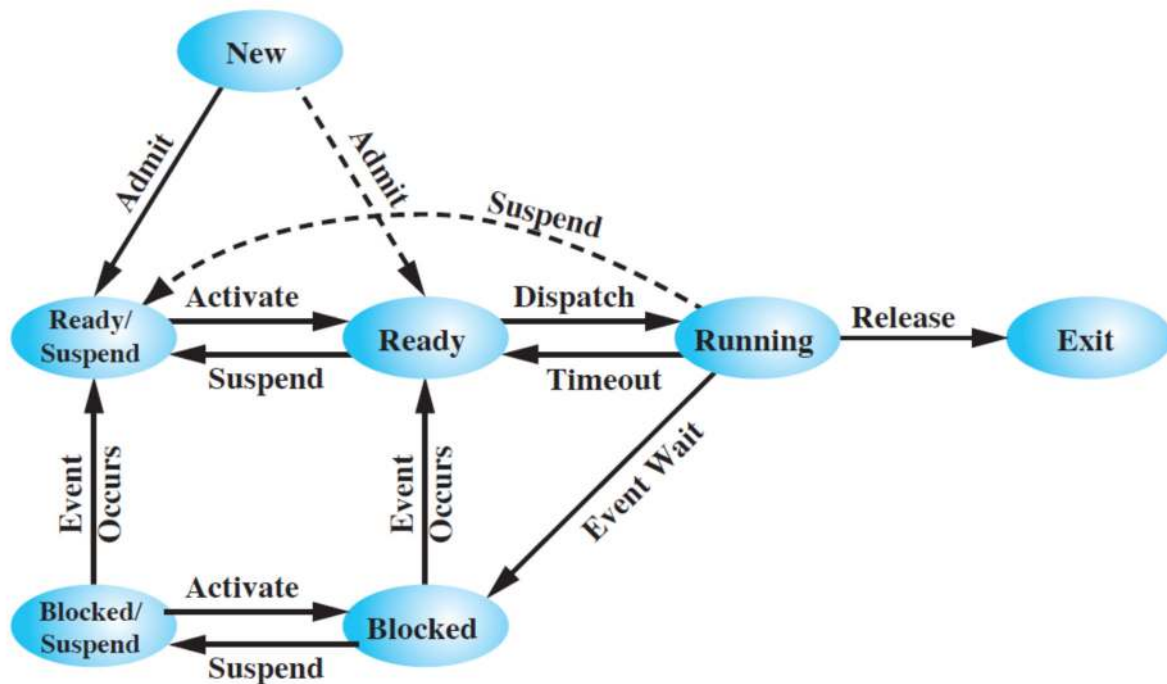 New
Admit
Admit
Suspend
Ready/
Suspend
Activate
Suspend
Ready
Dispatch
Timeout
Running
Release
Exit
Event
Occurs
Event
Occurs
Event Wait
Blocked/
Suspend
Activate
Suspend
Blocked